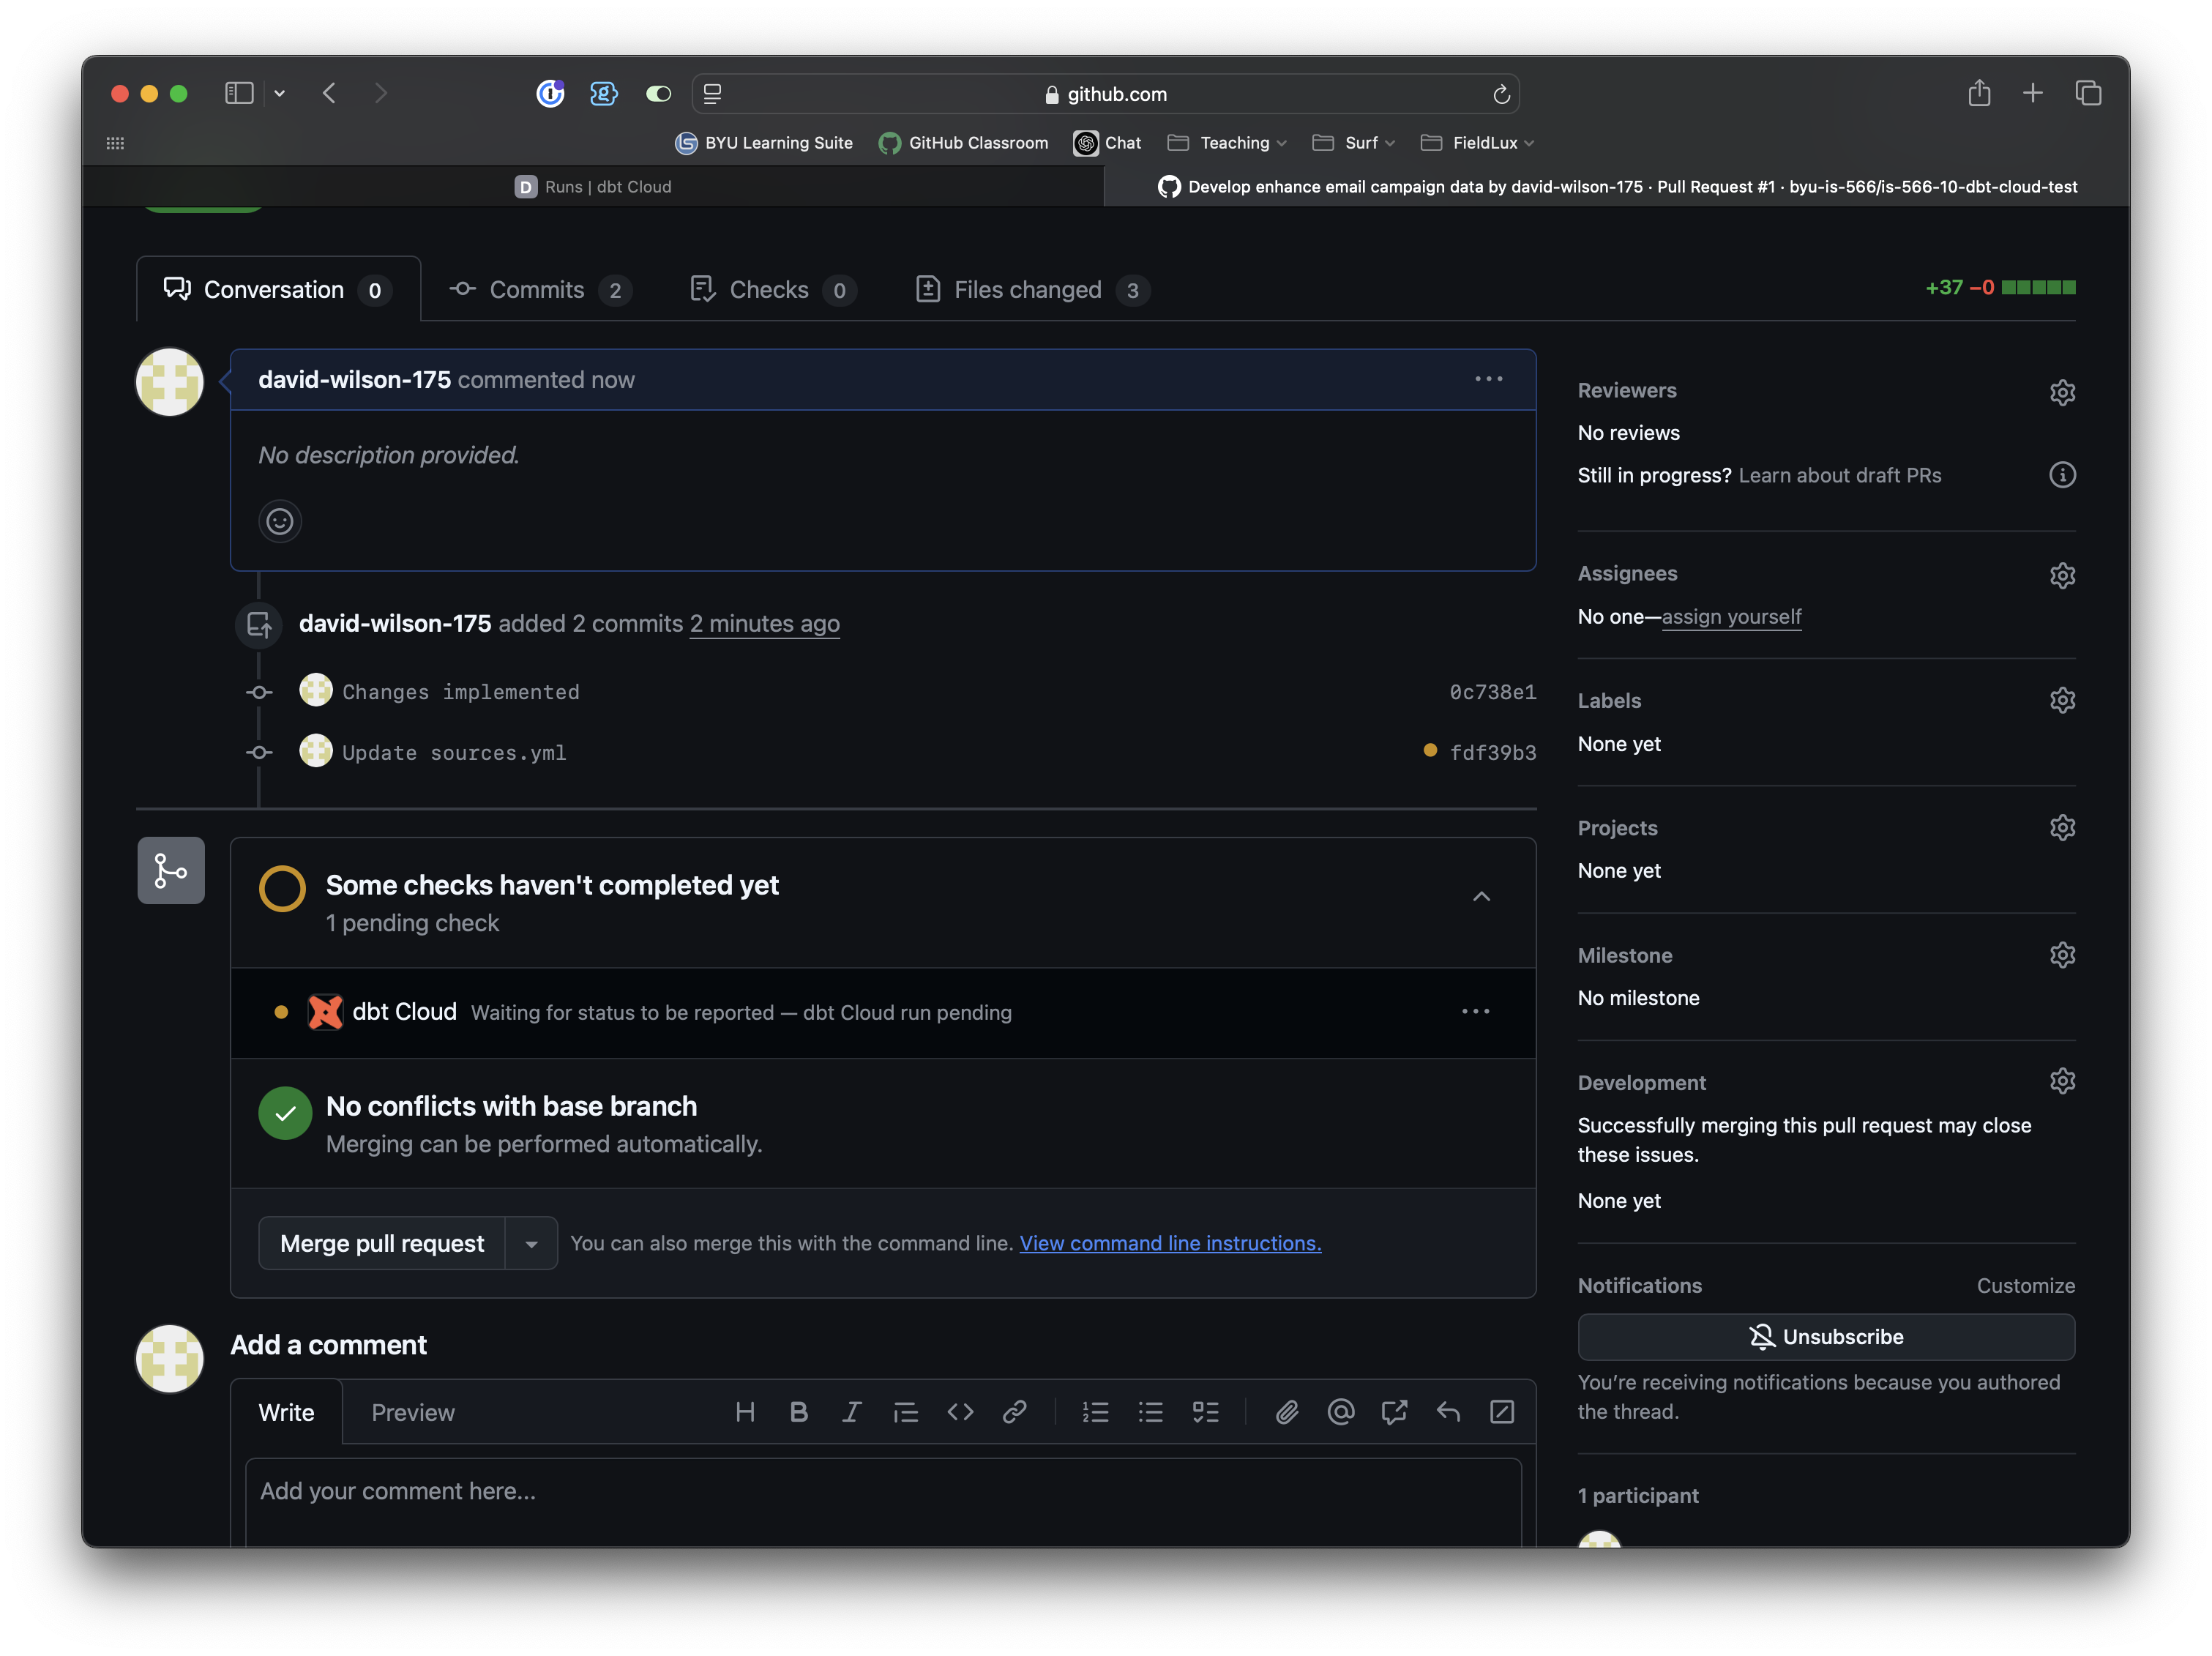 github.com
BYU Learning Suite
GitHub Classroom
Chat
Teaching
Surf
FieldLux
D Runs | dbt Cloud
Develop enhance email campaign data by david-wilson-175 · Pull Request #1 · byu-is-566/is-566-10-dbt-cloud-test
Conversation 0
Commits 2
Checks 0
Files changed 3
+37 −0
david-wilson-175 commented now
No description provided.
david-wilson-175 added 2 commits 2 minutes ago
Changes implemented 0c738e1
Update sources.yml fdf39b3
Some checks haven't completed yet
1 pending check
dbt Cloud Waiting for status to be reported — dbt Cloud run pending
No conflicts with base branch
Merging can be performed automatically.
Merge pull request
You can also merge this with the command line. View command line instructions.
Add a comment
Write
Preview
Add your comment here...
Reviewers
No reviews
Still in progress? Learn about draft PRs
Assignees
No one—assign yourself
Labels
None yet
Projects
None yet
Milestone
No milestone
Development
Successfully merging this pull request may close
these issues.
None yet
Notifications
Customize
Unsubscribe
You're receiving notifications because you authored
the thread.
1 participant